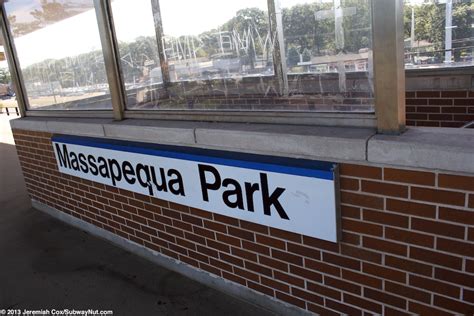 Massapequa Park
© 2013 Jeremiah Cox/SubwayNut.com